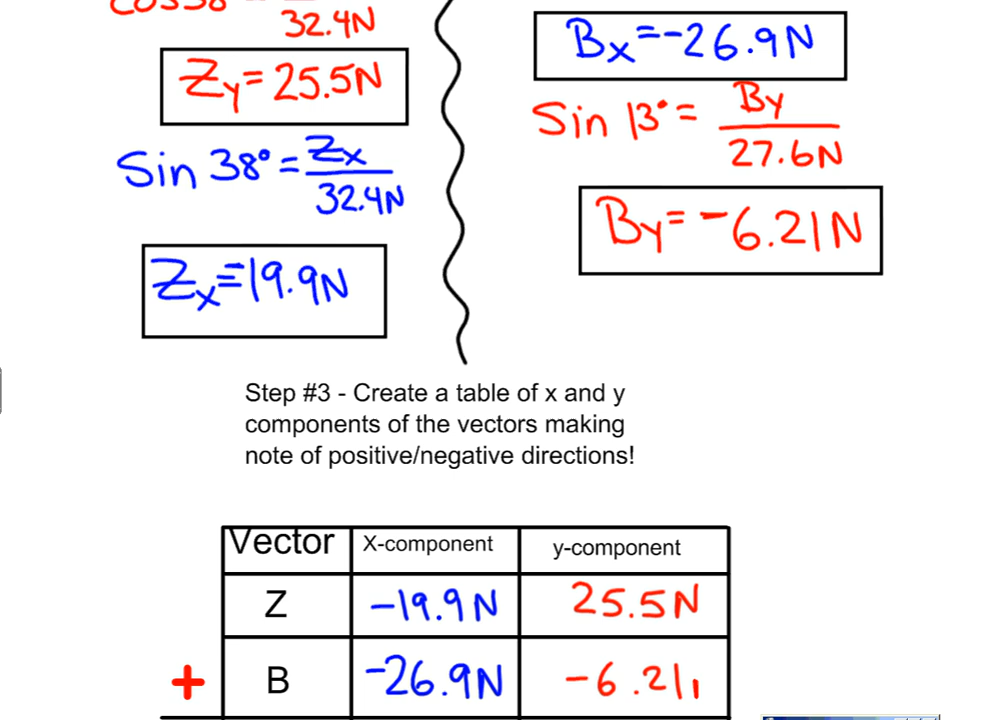 cos38°
32.4N
Zy=25.5N
Sin 38°=Zx
32.4N
Zx=-19.9N
Bx=-26.9N
Sin 13°= By
27.6N
By=-6.21N
Step #3 - Create a table of x and y
components of the vectors making
note of positive/negative directions!
Vector X-component y-component
Z -19.9N 25.5N
+ B -26.9N -6.21